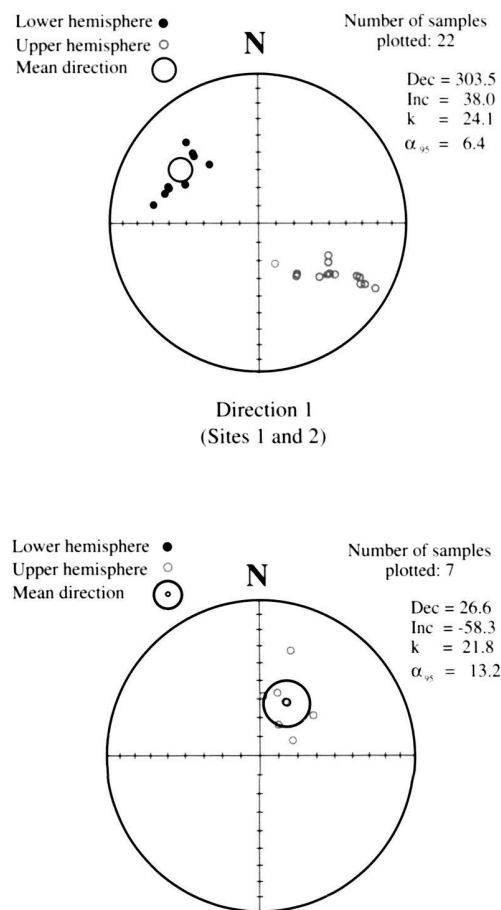 Lower hemisphere
Upper hemisphere
Mean direction
N
Number of samples
plotted: 22
Dec = 303.5
Inc = 38.0
k = 24.1
α95 = 6.4
Direction 1
(Sites 1 and 2)
Lower hemisphere
Upper hemisphere
Mean direction
N
Number of samples
plotted: 7
Dec = 26.6
Inc = -58.3
k = 21.8
α95 = 13.2